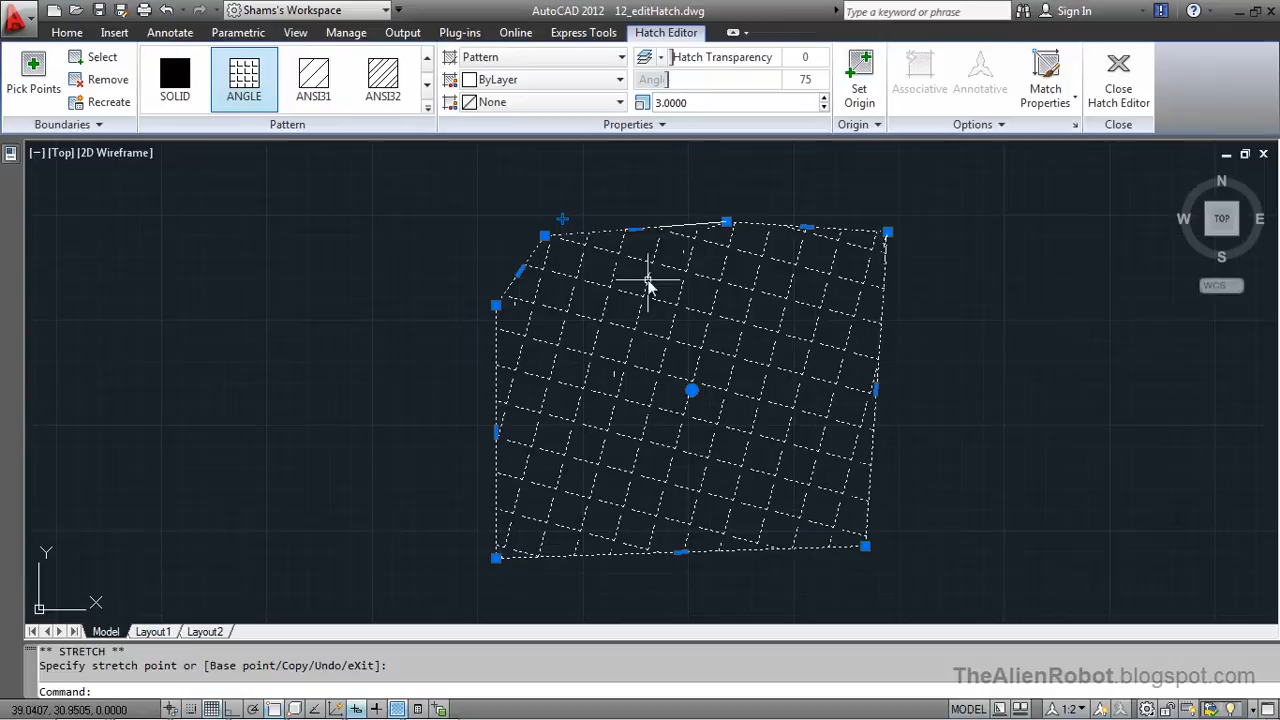 Shams's Workspace
AutoCAD 2012 12_editHatch.dwg
Type a keyword or phrase
Sign In
Home Insert Annotate Parametric View Manage Output Plug-ins Online Express Tools Hatch Editor
Pick Points
Select
Remove
Recreate
Boundaries
SOLID
ANGLE
ANSI31
ANSI32
Pattern
Pattern
ByLayer
None
Hatch Transparency 0
Angle 75
3.0000
Properties
Set Origin
Origin
Associative
Annotative
Match Properties
Options
Close Hatch Editor
Close
[−] [Top] [2D Wireframe]
N
W TOP E
S
WCS
Y
X
Model Layout1 Layout2
** STRETCH **
Specify stretch point or [Base point/Copy/Undo/eXit]:
Command:
TheAlienRobot.blogspot.com
39.0407, 30.9505, 0.0000
MODEL
1:2